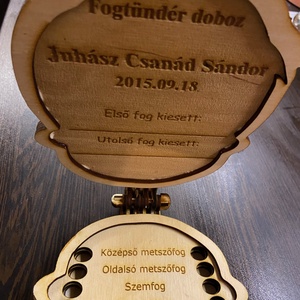 Fogtündér doboz
Juhász Csanád Sándor
2015.09.18
Első fog kiesett:
Utolsó fog kiesett:
Középső metszőfog
Oldalsó metszőfog
Szemfog